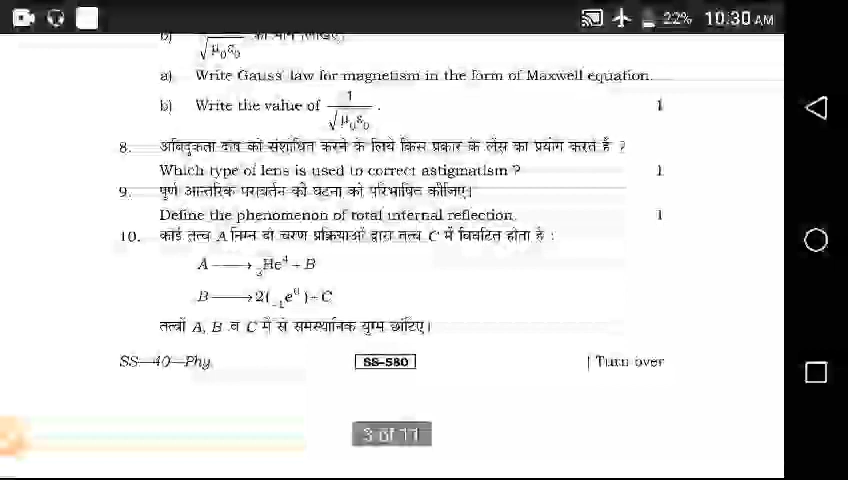 22% 10:30 AM
b) 1/√μ₀ε₀ का मान लिखिए।
a) Write Gauss' law for magnetism in the form of Maxwell equation.
b) Write the value of 1/√μ₀ε₀ . 1
8. अबिंदुकता दोष को संशोधित करने के लिये किस प्रकार के लेंस का प्रयोग करते हैं ?
Which type of lens is used to correct astigmatism ? 1
9. पूर्ण आन्तरिक परावर्तन की घटना को परिभाषित कीजिए।
Define the phenomenon of total internal reflection. 1
10. कोई तत्व A निम्न दो चरण प्रक्रियाओं द्वारा तत्व C में विघटित होता है :
A ⟶ ₂He⁴ + B
B ⟶ 2(₋₁e⁰) + C
तत्वों A, B व C में से समस्थानिक युग्म छांटिए।
SS—40—Phy. SS-580 [ Turn over
3 of 11